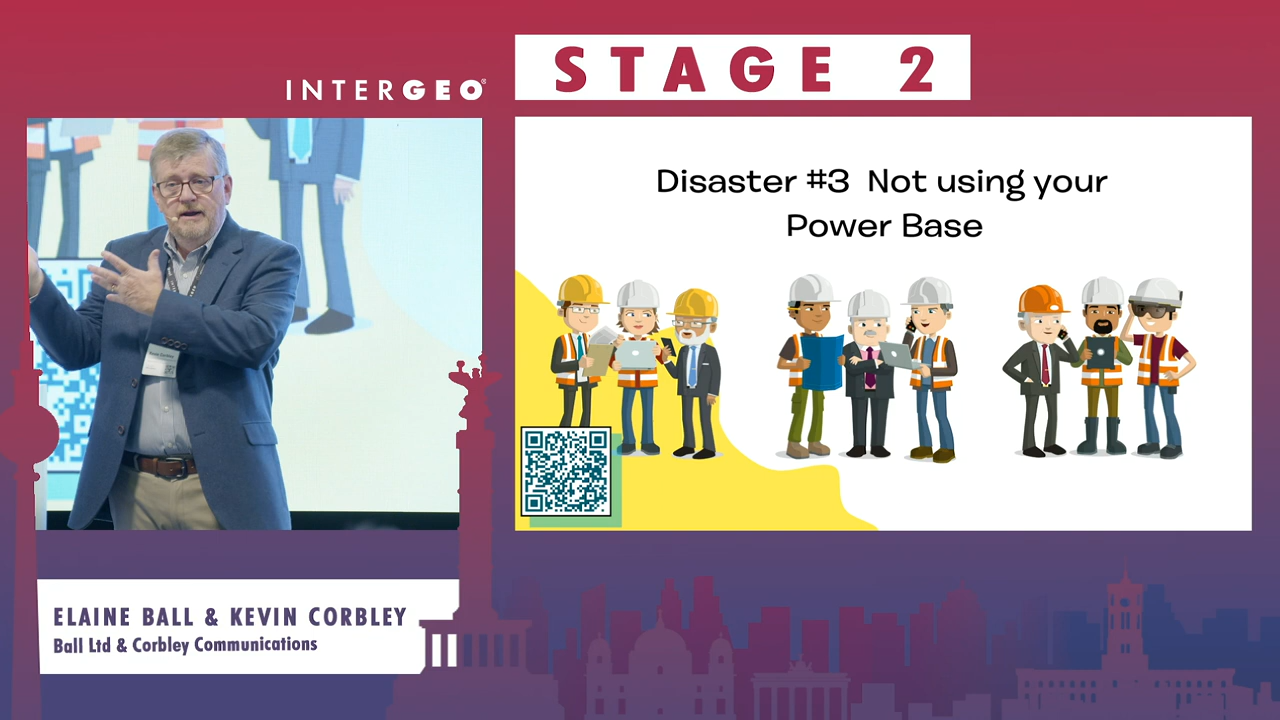 INTERGEO®
STAGE 2
Disaster #3 Not using your
Power Base
ELAINE BALL & KEVIN CORBLEY
Ball Ltd & Corbley Communications